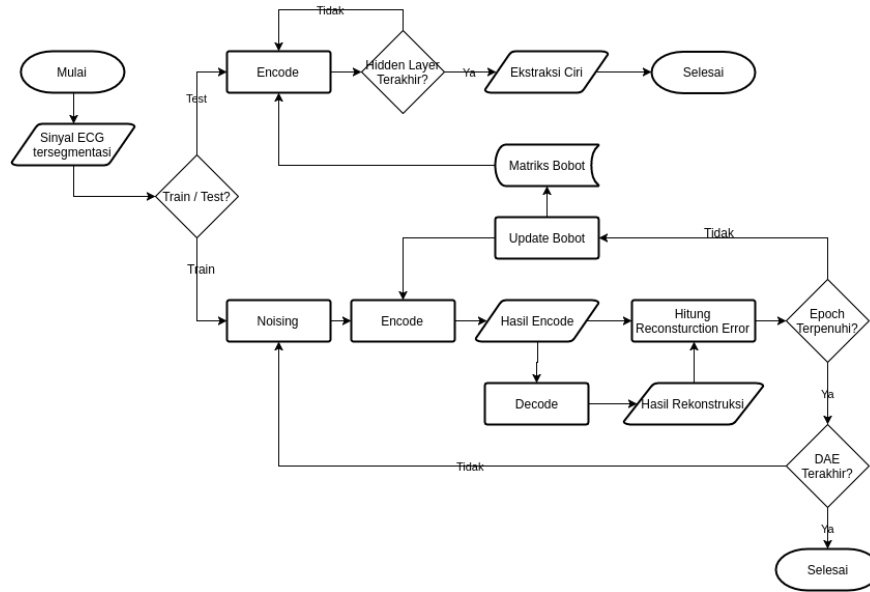 Tidak
Mulai
Encode
Hidden Layer
Terakhir?
Ya
Ekstraksi Ciri
Selesai
Test
Sinyal ECG
tersegmentasi
Train / Test?
Matriks Bobot
Update Bobot
Tidak
Train
Noising
Encode
Hasil Encode
Hitung
Reconsturction Error
Epoch
Terpenuhi?
Decode
Hasil Rekonstruksi
Ya
Tidak
DAE
Terakhir?
Ya
Selesai